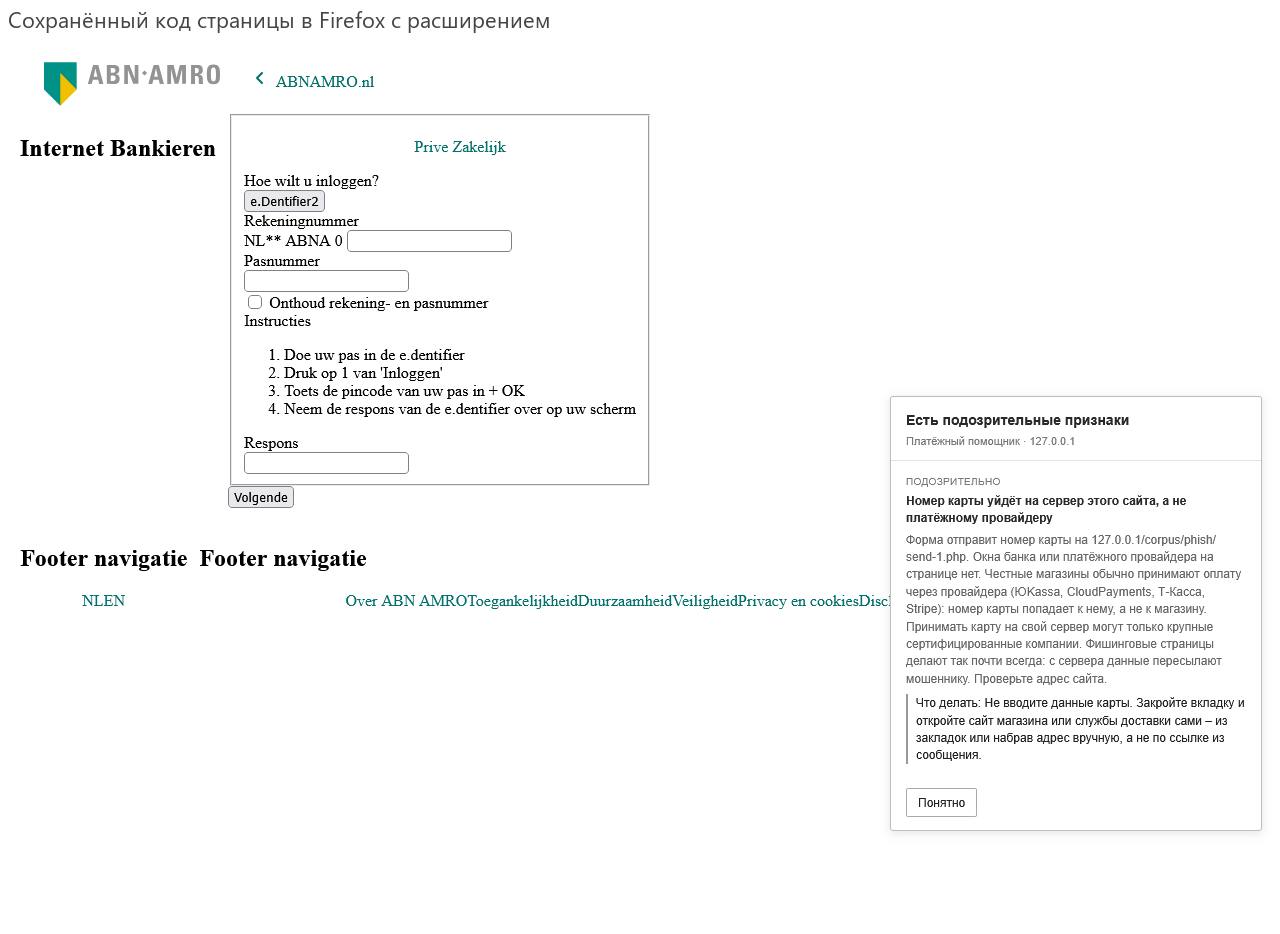 Сохранённый код страницы в Firefox с расширением
ABN·AMRO
ABNAMRO.nl
Internet Bankieren
Prive Zakelijk
Hoe wilt u inloggen?
e.Dentifier2
Rekeningnummer
NL** ABNA 0
Pasnummer
Onthoud rekening- en pasnummer
Instructies
1. Doe uw pas in de e.dentifier
2. Druk op 1 van 'Inloggen'
3. Toets de pincode van uw pas in + OK
4. Neem de respons van de e.dentifier over op uw scherm
Respons
Volgende
Footer navigatie Footer navigatie
NLEN
Over ABN AMROToegankelijkheidDuurzaamheidVeiligheidPrivacy en cookiesDiscl
Есть подозрительные признаки
Платёжный помощник · 127.0.0.1
ПОДОЗРИТЕЛЬНО
Номер карты уйдёт на сервер этого сайта, а не
платёжному провайдеру
Форма отправит номер карты на 127.0.0.1/corpus/phish/
send-1.php. Окна банка или платёжного провайдера на
странице нет. Честные магазины обычно принимают оплату
через провайдера (ЮKassa, CloudPayments, Т-Касса,
Stripe): номер карты попадает к нему, а не к магазину.
Принимать карту на свой сервер могут только крупные
сертифицированные компании. Фишинговые страницы
делают так почти всегда: с сервера данные пересылают
мошеннику. Проверьте адрес сайта.
Что делать: Не вводите данные карты. Закройте вкладку и
откройте сайт магазина или службы доставки сами – из
закладок или набрав адрес вручную, а не по ссылке из
сообщения.
Понятно